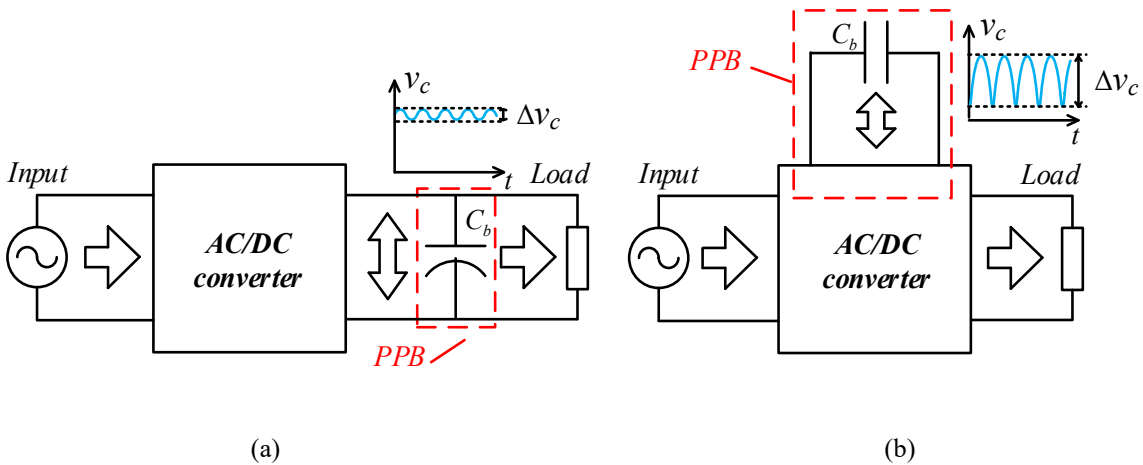 v_c
Δv_c
t
Input
Load
AC/DC
converter
C_b
PPB
(a)
C_b
v_c
PPB
Δv_c
t
Input
Load
AC/DC
converter
(b)